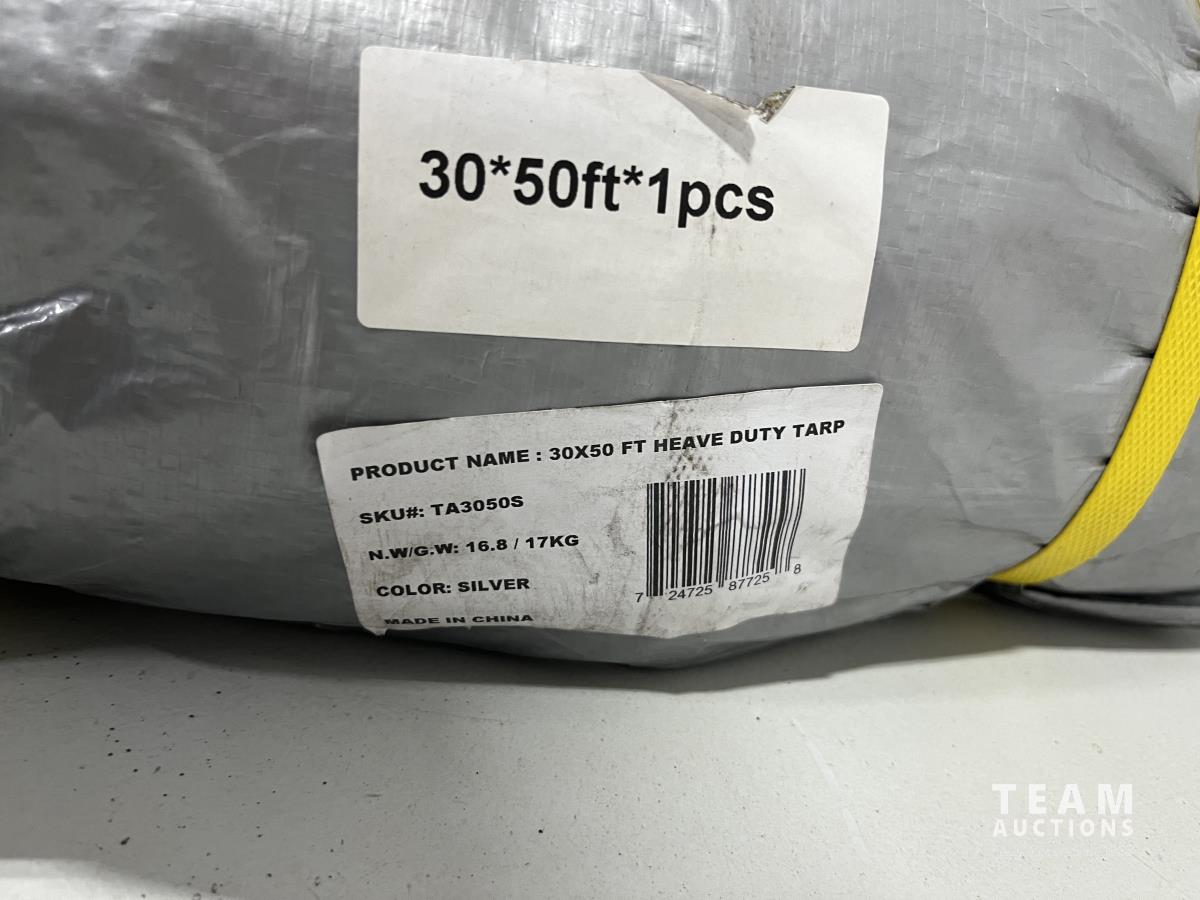 30*50ft*1pcs
PRODUCT NAME : 30X50 FT HEAVE DUTY TARP
SKU#: TA3050S
N.W/G.W: 16.8 / 17KG
COLOR: SILVER
MADE IN CHINA
7 24725 87725 8
TEAM
AUCTIONS